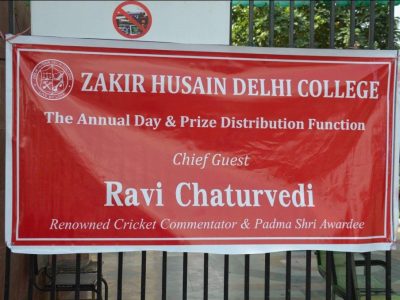 ZAKIR HUSAIN DELHI COLLEGE
The Annual Day & Prize Distribution Function
Chief Guest
Ravi Chaturvedi
Renowned Cricket Commentator & Padma Shri Awardee